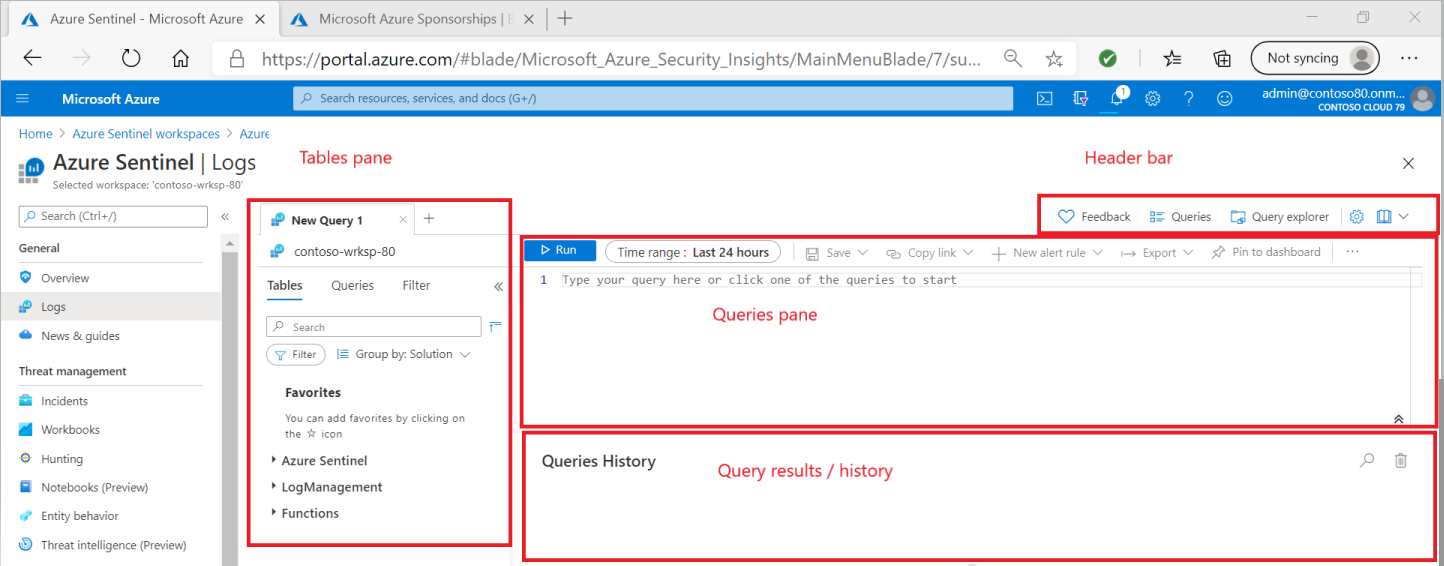 Azure Sentinel - Microsoft Azure
Microsoft Azure Sponsorships |
https://portal.azure.com/#blade/Microsoft_Azure_Security_Insights/MainMenuBlade/7/su...
Not syncing
Microsoft Azure
Search resources, services, and docs (G+/)
1
admin@contoso80.onm...
CONTOSO CLOUD 79
Home > Azure Sentinel workspaces > Azure
Tables pane
Header bar
Azure Sentinel | Logs
Selected workspace: 'contoso-wrksp-80'
Search (Ctrl+/)
«
General
Overview
Logs
News & guides
Threat management
Incidents
Workbooks
Hunting
Notebooks (Preview)
Entity behavior
Threat intelligence (Preview)
New Query 1
contoso-wrksp-80
Tables Queries Filter «
Search
Filter Group by: Solution
Favorites
You can add favorites by clicking on
the ☆ icon
Azure Sentinel
LogManagement
Functions
Feedback Queries Query explorer
Run Time range : Last 24 hours Save Copy link New alert rule Export Pin to dashboard ...
1 Type your query here or click one of the queries to start
Queries pane
Queries History
Query results / history